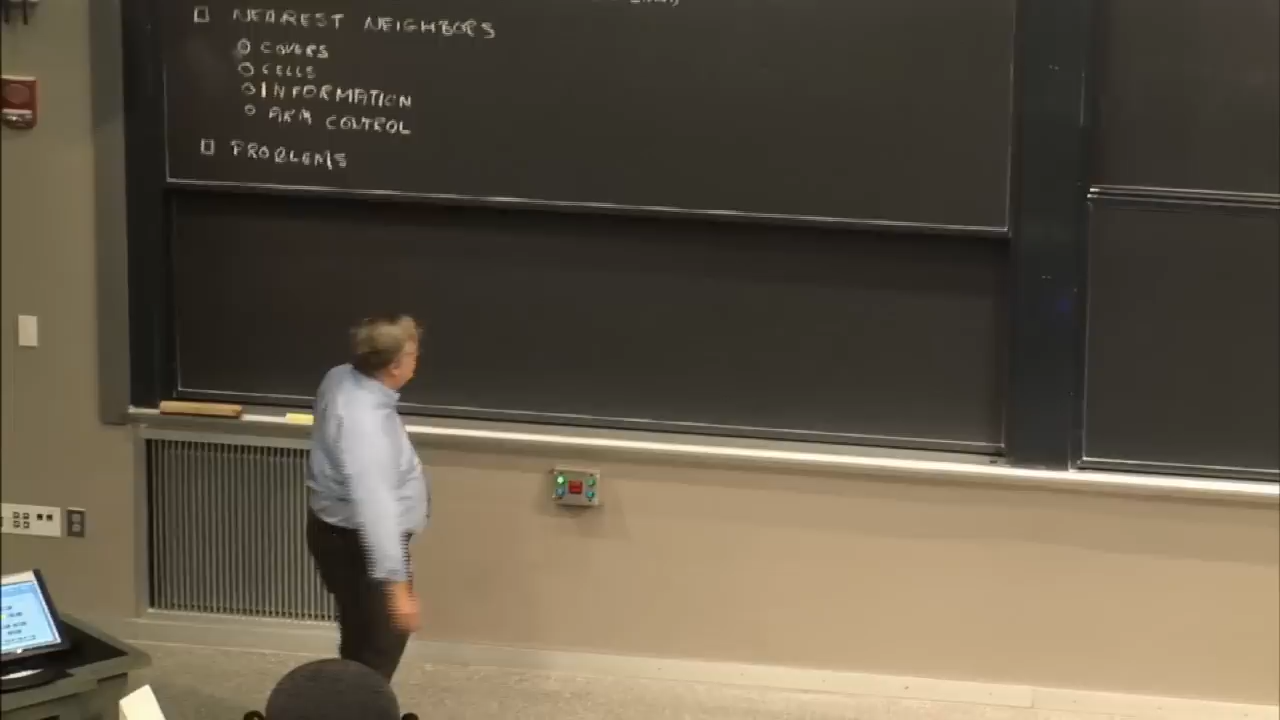 NEAREST NEIGHBORS
COVERS
CELLS
INFORMATION
ARM CONTROL
PROBLEMS